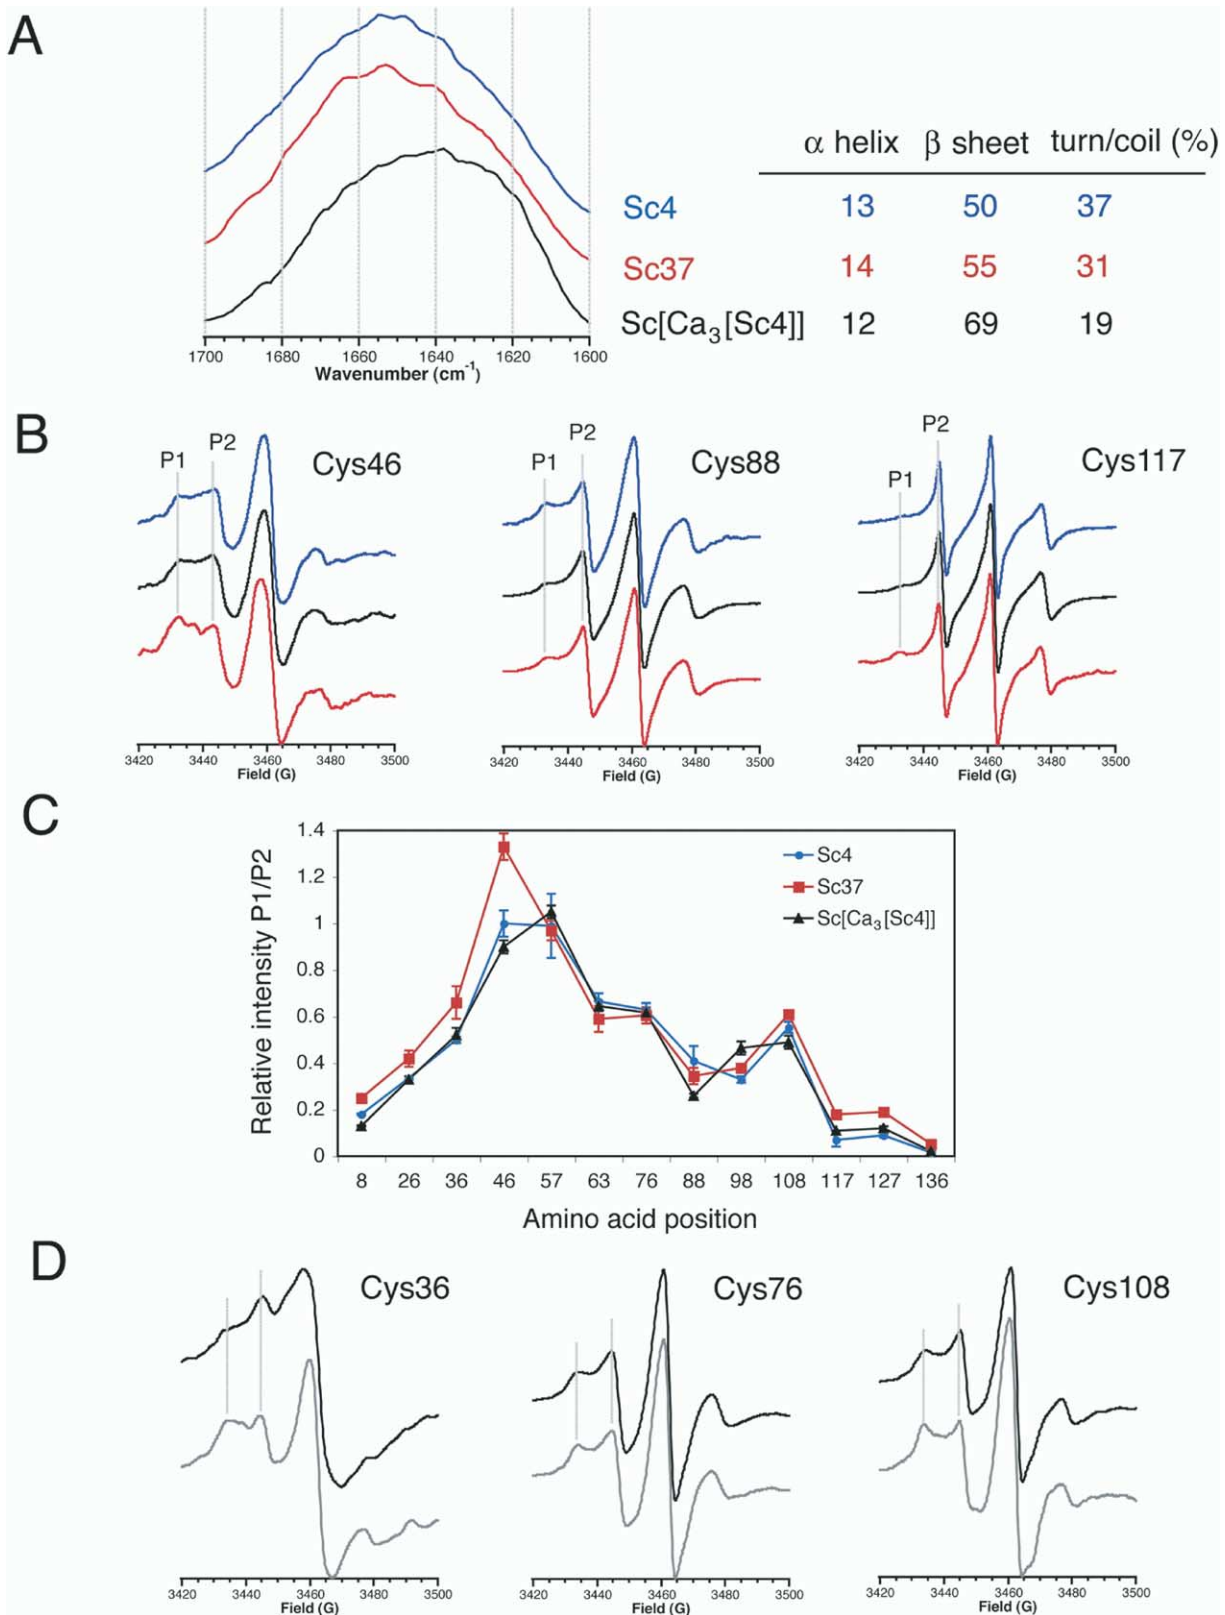 A
α helix β sheet turn/coil (%)
Sc4 13 50 37
Sc37 14 55 31
Sc[Ca3[Sc4]] 12 69 19
1700 1680 1660 1640 1620 1600
Wavenumber (cm-1)
B
P1 P2 Cys46
P1 P2 Cys88
P1 P2 Cys117
3420 3440 3460 3480 3500
Field (G)
3420 3440 3460 3480 3500
Field (G)
3420 3440 3460 3480 3500
Field (G)
C
Relative intensity P1/P2
1.4
1.2
1
0.8
0.6
0.4
0.2
0
Sc4
Sc37
Sc[Ca3[Sc4]]
8 26 36 46 57 63 76 88 98 108 117 127 136
Amino acid position
D
Cys36
Cys76
Cys108
3420 3440 3460 3480 3500
Field (G)
3420 3440 3460 3480 3500
Field (G)
3420 3440 3460 3480 3500
Field (G)